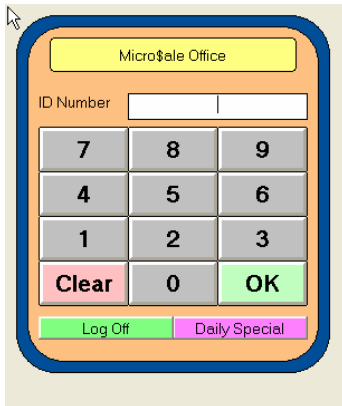 Micro$ale Office
ID Number
7 8 9
4 5 6
1 2 3
Clear 0 OK
Log Off Daily Special